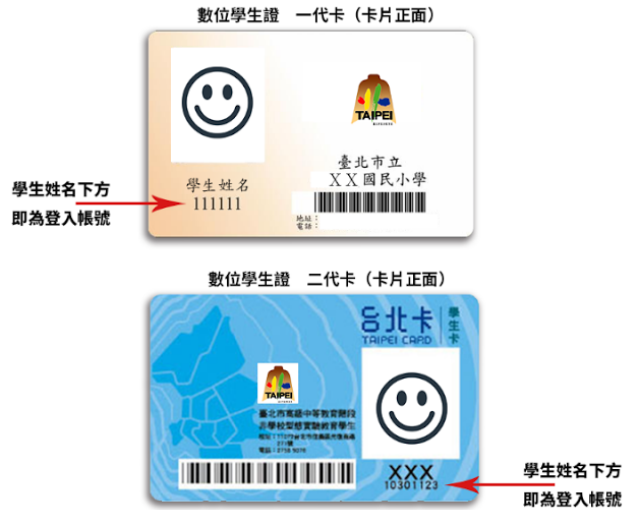 數位學生證 一代卡（卡片正面）
TAIPEI
臺北市立
XX國民小學
學生姓名
111111
地址：
電話：
學生姓名下方
即為登入帳號
數位學生證 二代卡（卡片正面）
台北卡
TAIPEI CARD
學生卡
TAIPEI
臺北市高級中等教育階段
非學校型態實驗教育學生
電話：2758 5076
XXX
10301123
學生姓名下方
即為登入帳號